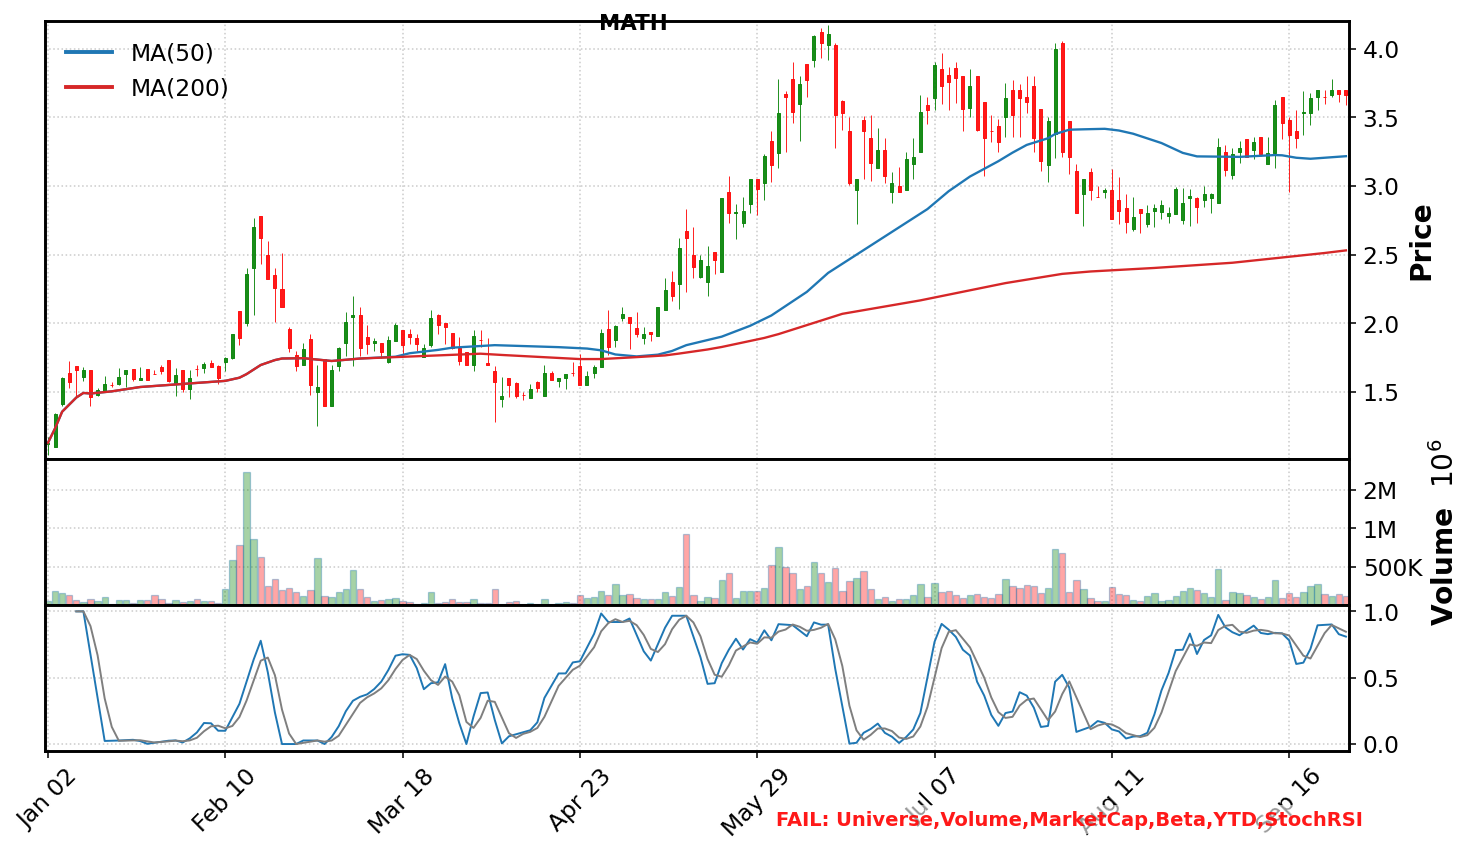 MATH
MA(50)
MA(200)
4.0
3.5
3.0
2.5
2.0
1.5
Price
2M
1M
500K
Volume 10⁶
1.0
0.5
0.0
Jan 02
Feb 10
Mar 18
Apr 23
May 29
Jul 07
Aug 11
Sep 16
FAIL: Universe,Volume,MarketCap,Beta,YTD,StochRSI